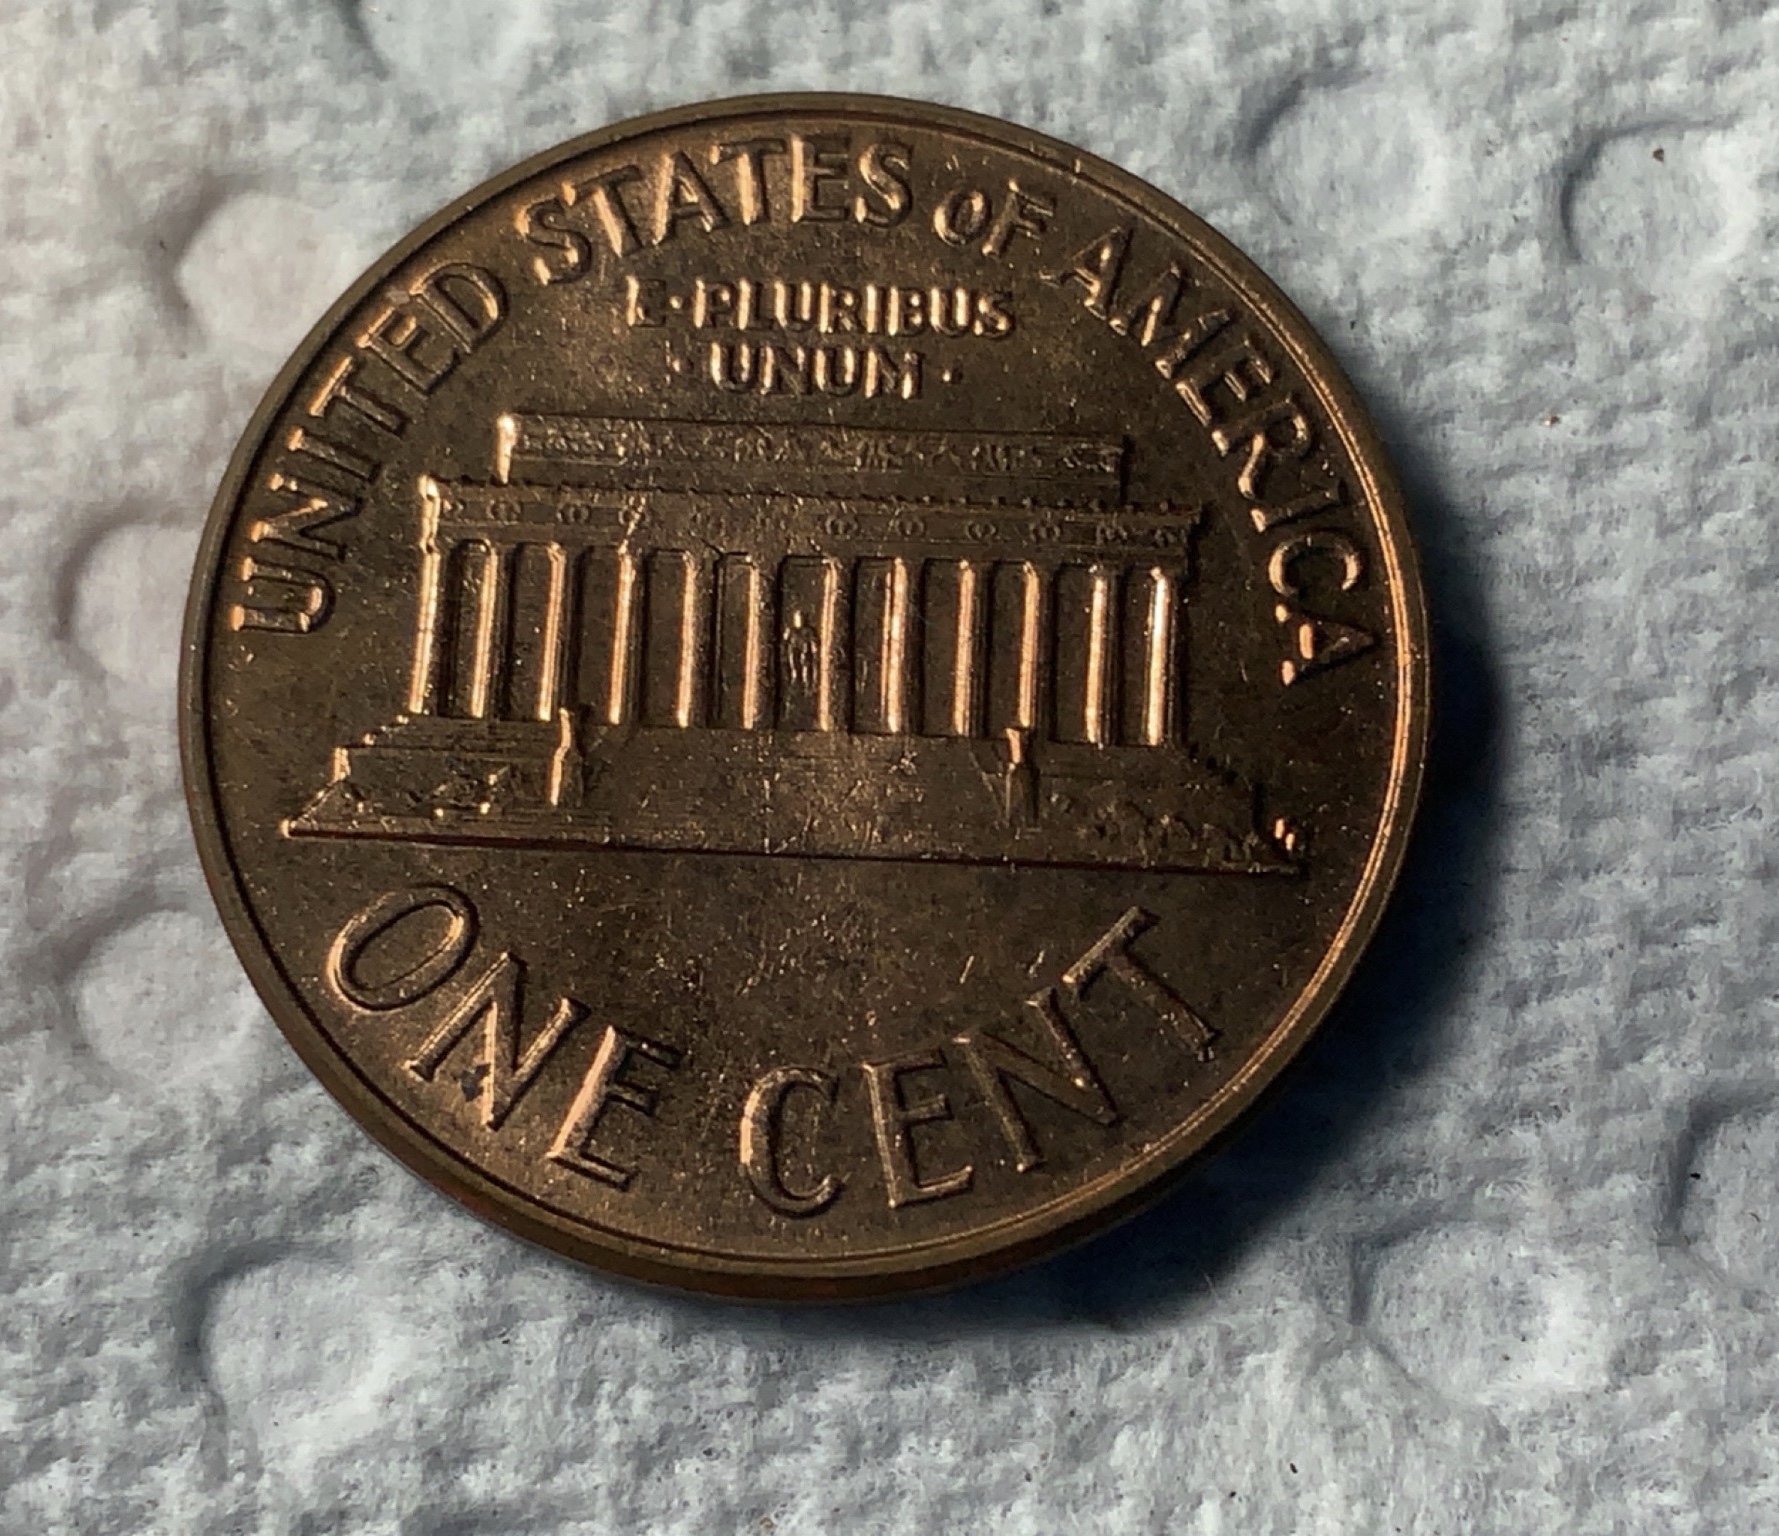 UNITED STATES OF AMERICA
E·PLURIBUS
·UNUM·
ONE CENT